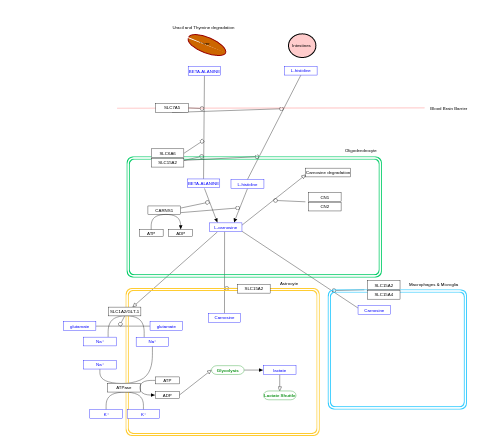 Uracil and Thymine degradation
Intestines
BETA-ALANINE
L-histidine
SLC7A5
Blood Brain Barrier
Oligodendrocyte
SLC6A6
SLC15A2
Carnosine degradation
BETA-ALANINE
L-histidine
CN1
CN2
CARNS1
L-carnosine
ATP
ADP
Astrocyte
Macrophages & Microglia
SLC15A2
SLC15A2
SLC15A4
SLC1A2/GLT-1
Carnosine
Carnosine
glutamate
glutamate
Na⁺
Na⁺
Na⁺
Glycolysis
lactate
ATP
ATPase
ADP
Lactate Shuttle
K⁺
K⁺